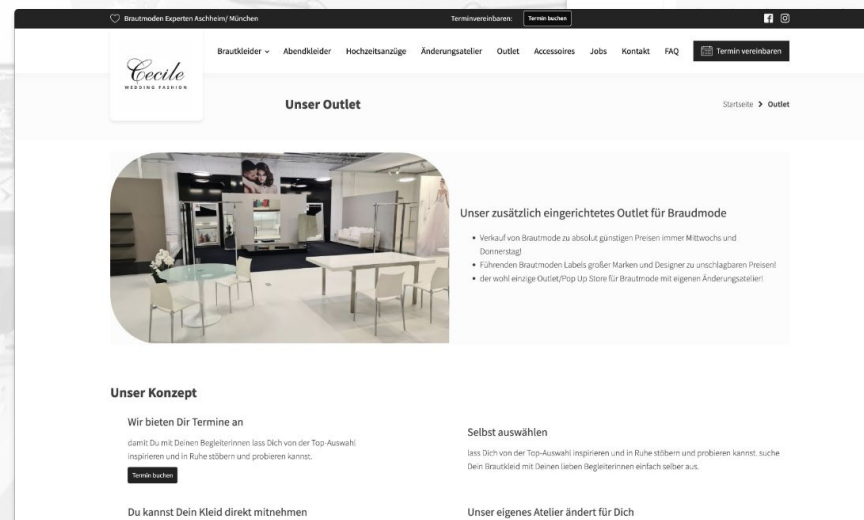 Brautmoden Experten Aschheim/ München
Terminvereinbaren: Termin buchen
Cecile
WEDDING FASHION
Brautkleider Abendkleider Hochzeitsanzüge Änderungsatelier Outlet Accessoires Jobs Kontakt FAQ Termin vereinbaren
Unser Outlet
Startseite > Outlet
Unser zusätzlich eingerichtetes Outlet für Braudmode
• Verkauf von Brautmode zu absolut günstigen Preisen immer Mittwochs und
Donnerstag!
• Führenden Brautmoden Labels großer Marken und Designer zu unschlagbaren Preisen!
• der wohl einzige Outlet/Pop Up Store für Brautmode mit eigenen Änderungsatelier!
Unser Konzept
Wir bieten Dir Termine an
damit Du mit Deinen Begleiterinnen lass Dich von der Top-Auswahl
inspirieren und in Ruhe stöbern und probieren kannst.
Termin buchen
Selbst auswählen
lass Dich von der Top-Auswahl inspirieren und in Ruhe stöbern und probieren kannst. suche
Dein Brautkleid mit Deinen lieben Begleiterinnen einfach selber aus.
Du kannst Dein Kleid direkt mitnehmen
Unser eigenes Atelier ändert für Dich